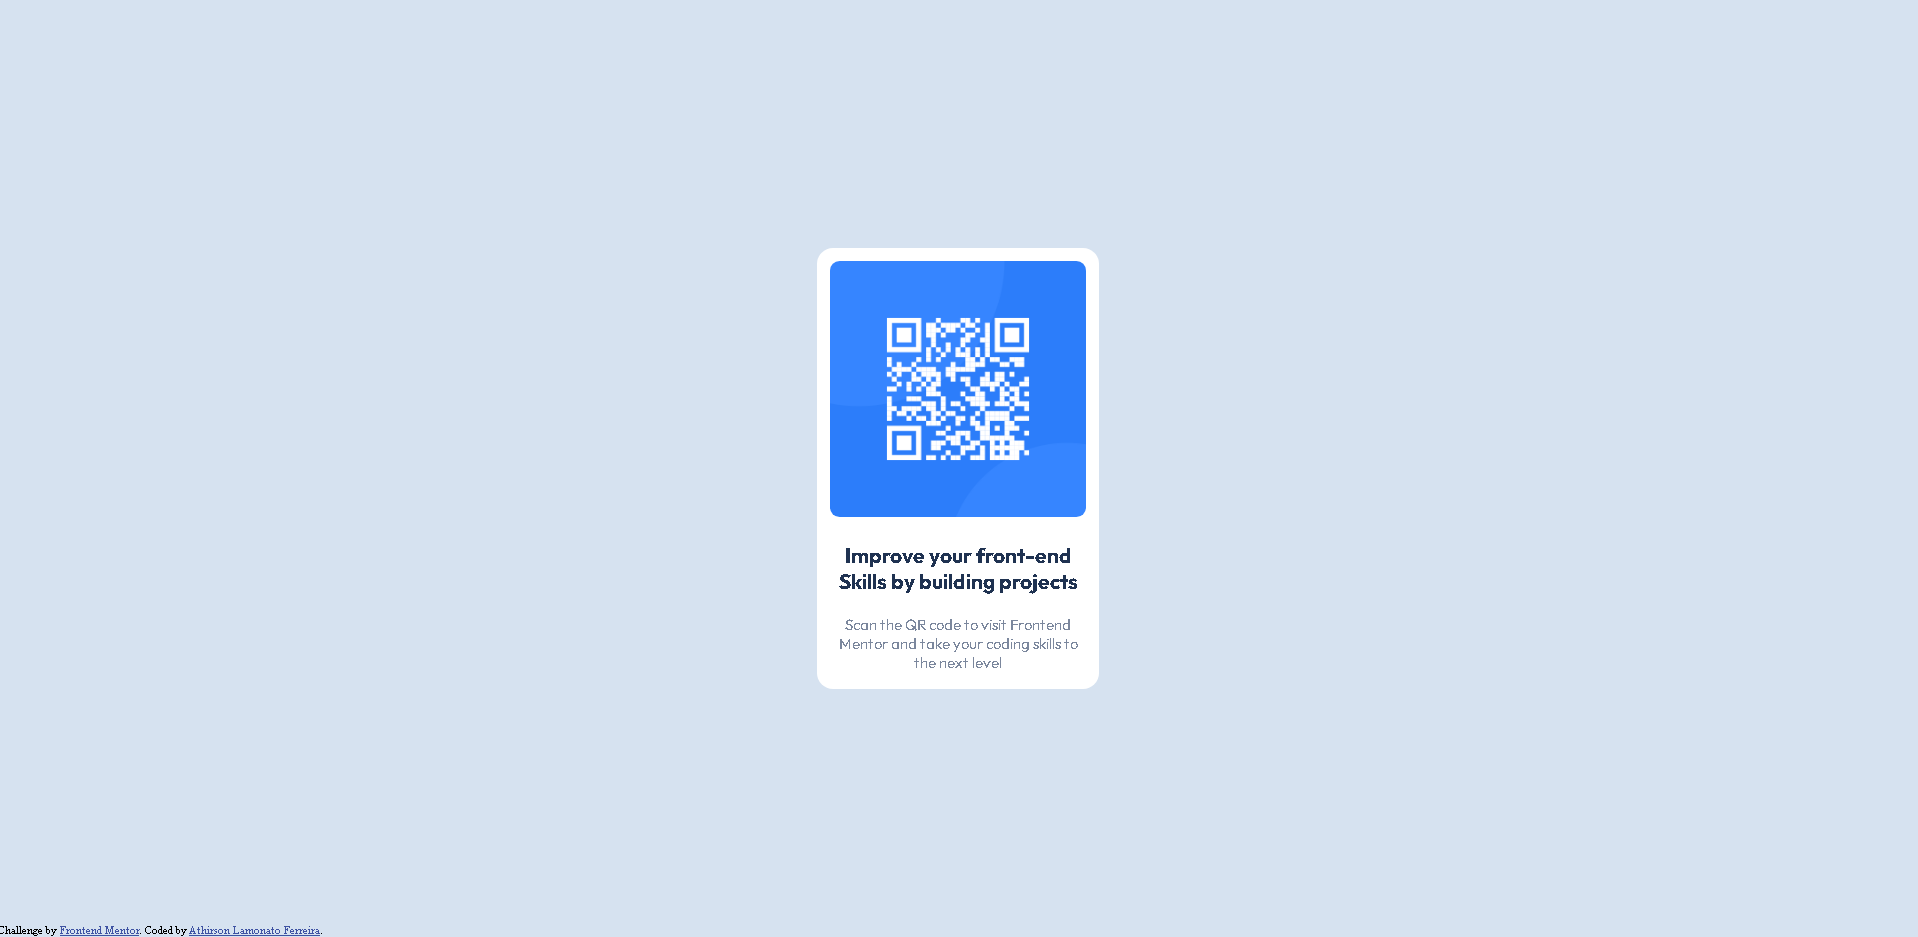 Improve your front-end
Skills by building projects
Scan the QR code to visit Frontend
Mentor and take your coding skills to
the next level
Challenge by Frontend Mentor. Coded by Athirson Lamonato Ferreira.